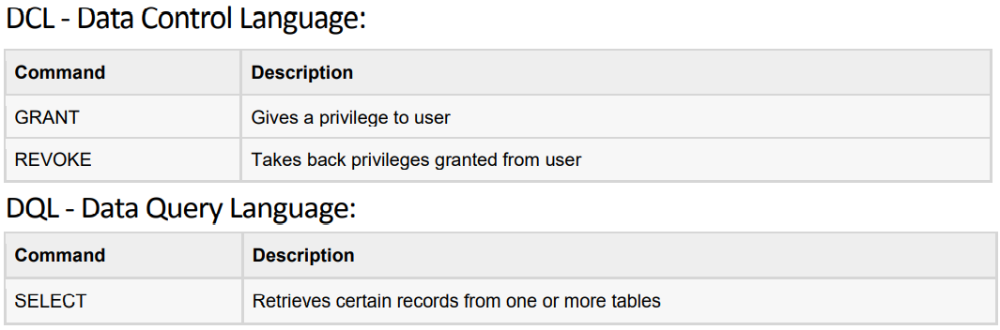 DCL - Data Control Language:
Command Description
GRANT Gives a privilege to user
REVOKE Takes back privileges granted from user
DQL - Data Query Language:
Command Description
SELECT Retrieves certain records from one or more tables